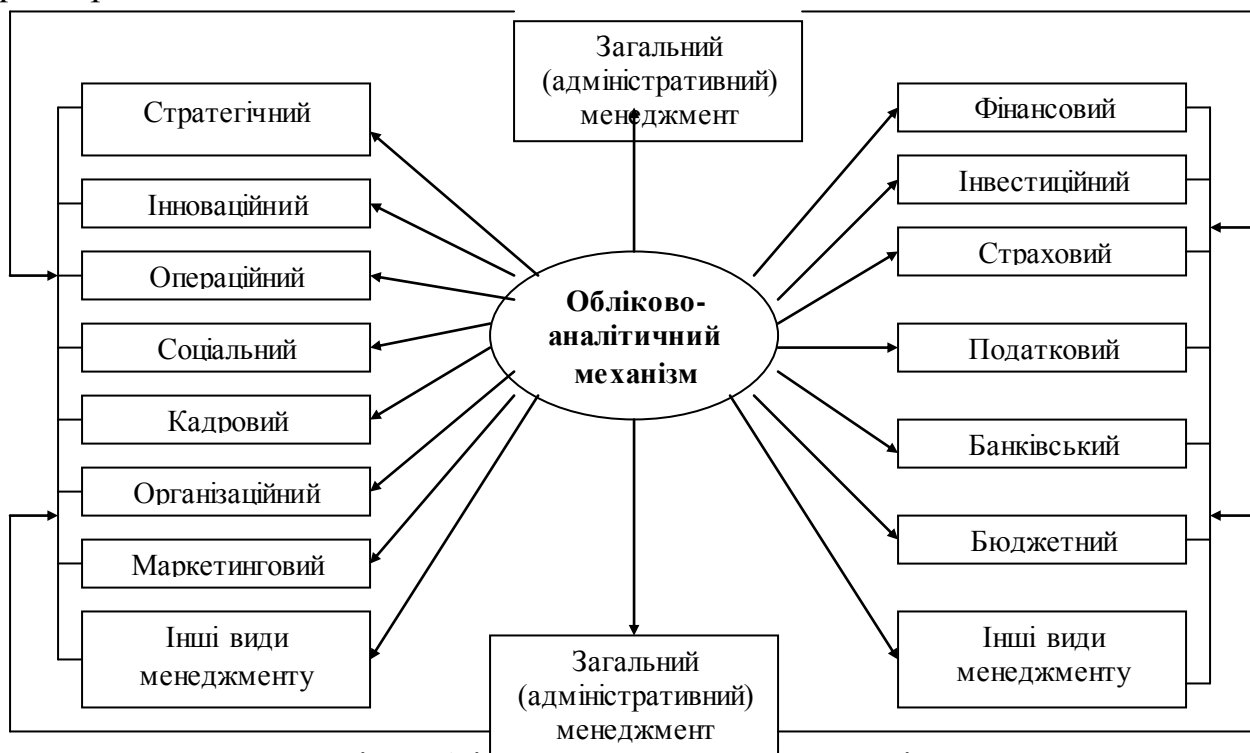 Загальний
(адміністративний)
менеджмент
Стратегічний
Інноваційний
Операційний
Соціальний
Кадровий
Організаційний
Маркетинговий
Інші види
менеджменту
Обліково-
аналітичний
механізм
Фінансовий
Інвестиційний
Страховий
Податковий
Банківський
Бюджетний
Інші види
менеджменту
Загальний
(адміністративний)
менеджмент